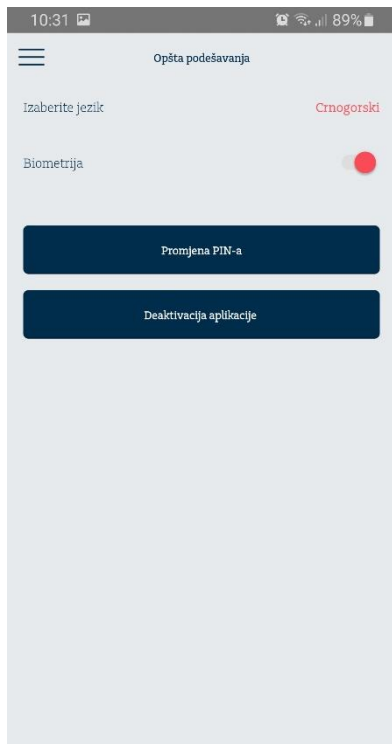 10:31 89%
Opšta podešavanja
Izaberite jezik Crnogorski
Biometrija
Promjena PIN-a
Deaktivacija aplikacije